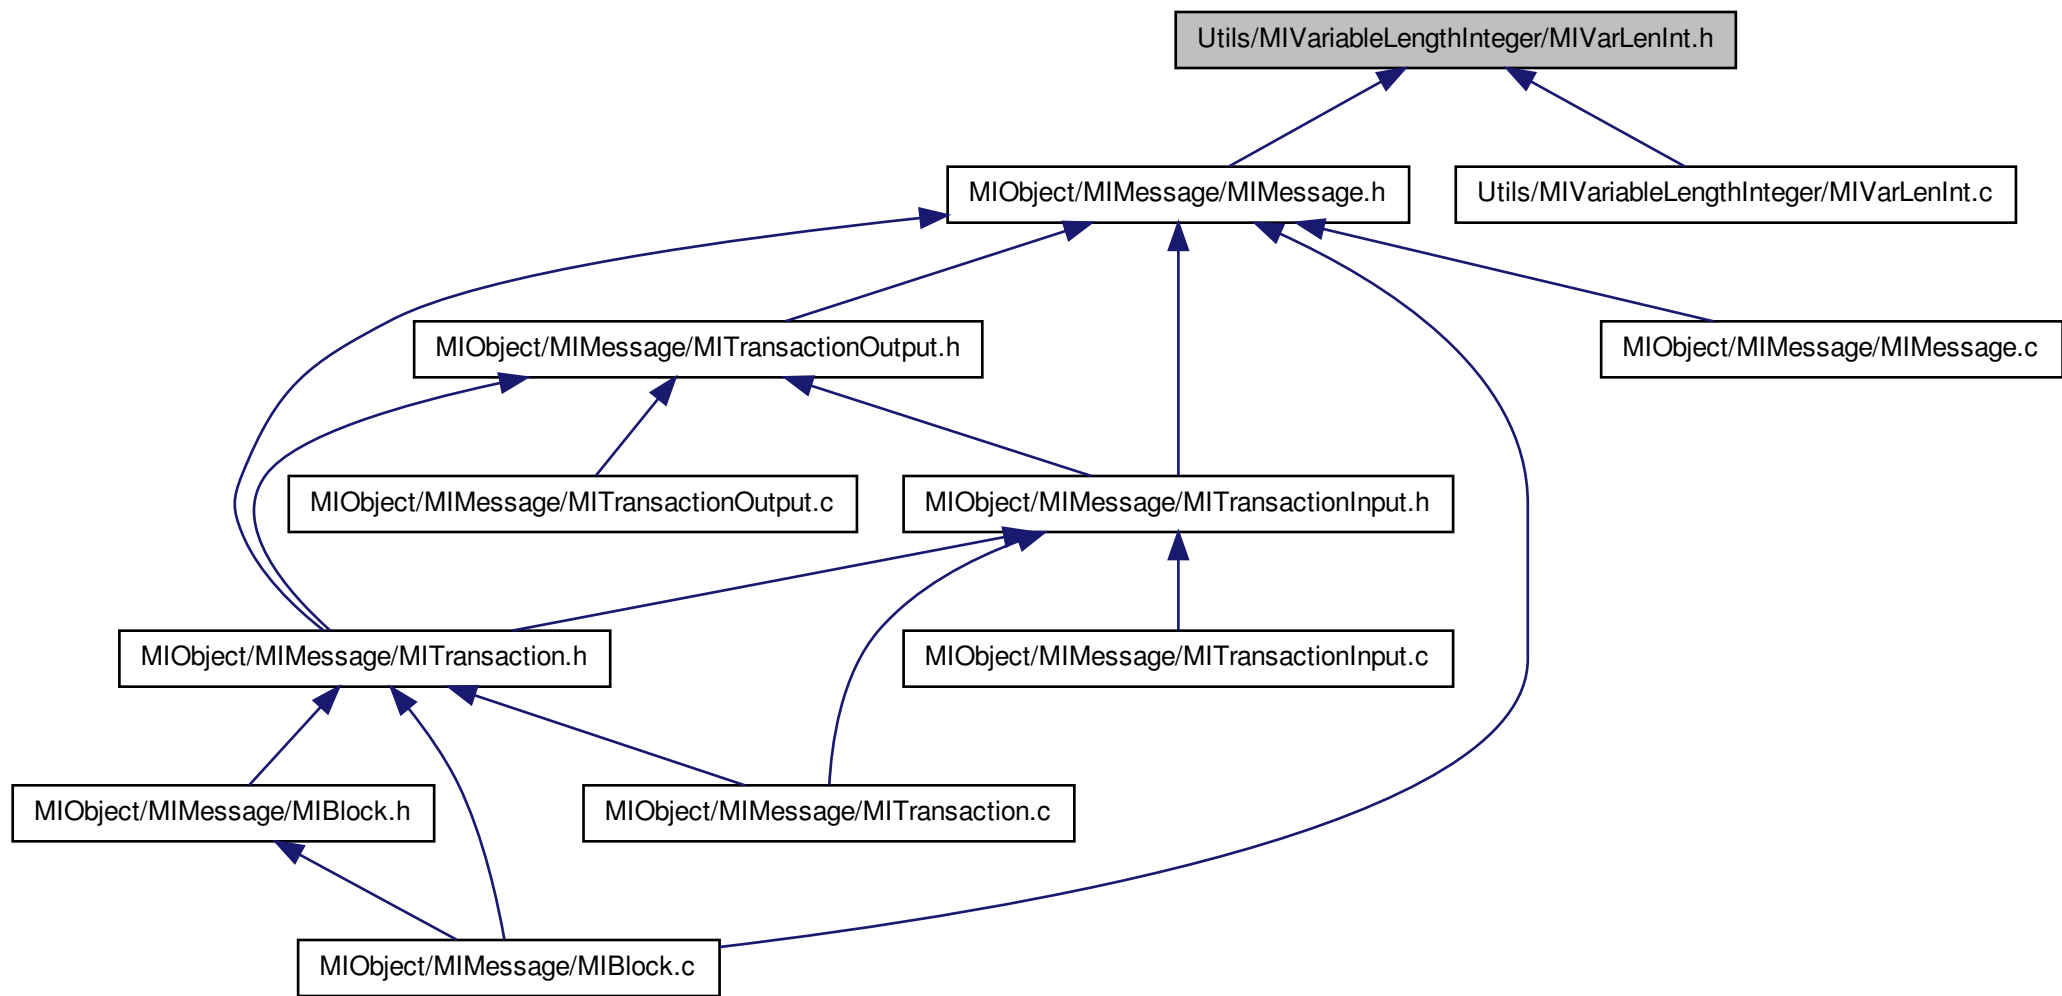 Utils/MIVariableLengthInteger/MIVarLenInt.h
MIObject/MIMessage/MIMessage.h
Utils/MIVariableLengthInteger/MIVarLenInt.c
MIObject/MIMessage/MITransactionOutput.h
MIObject/MIMessage/MIMessage.c
MIObject/MIMessage/MITransactionOutput.c
MIObject/MIMessage/MITransactionInput.h
MIObject/MIMessage/MITransaction.h
MIObject/MIMessage/MITransactionInput.c
MIObject/MIMessage/MIBlock.h
MIObject/MIMessage/MITransaction.c
MIObject/MIMessage/MIBlock.c